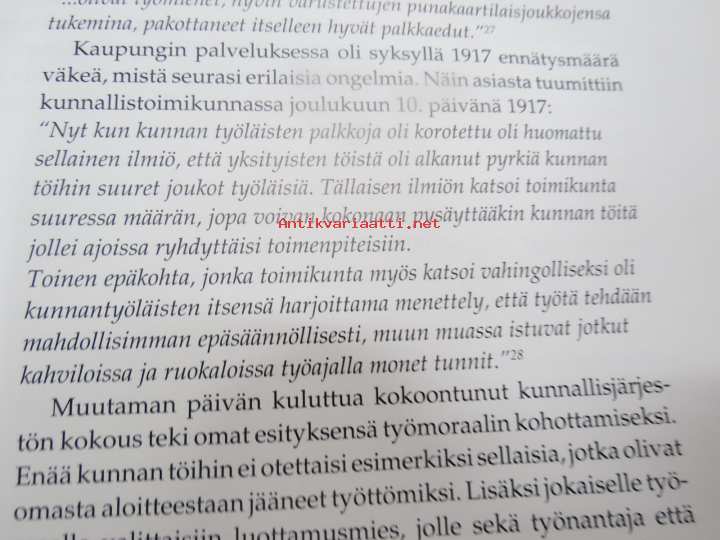 ...olivat työmiehet, hyvin varustettujen punakaartilaisjoukkojensa
tukemina, pakottaneet itselleen hyvät palkkaedut."27
Kaupungin palveluksessa oli syksyllä 1917 ennätysmäärä
väkeä, mistä seurasi erilaisia ongelmia. Näin asiasta tuumittiin
kunnallistoimikunnassa joulukuun 10. päivänä 1917:
"Nyt kun kunnan työläisten palkkoja oli korotettu oli huomattu
sellainen ilmiö, että yksityisten töistä oli alkanut pyrkiä kunnan
töihin suuret joukot työläisiä. Tällaisen ilmiön katsoi toimikunta
suuressa määrän, jopa voivan kokonaan pysäyttääkin kunnan töitä
Antikvariaatti.net
jollei ajoissa ryhdyttäisi toimenpiteisiin.
Toinen epäkohta, jonka toimikunta myös katsoi vahingolliseksi oli
kunnantyöläisten itsensä harjoittama menettely, että työtä tehdään
mahdollisimman epäsäännöllisesti, muun muassa istuvat jotkut
kahviloissa ja ruokaloissa työajalla monet tunnit."28
Muutaman päivän kuluttua kokoontunut kunnallisjärjes-
tön kokous teki omat esityksensä työmoraalin kohottamiseksi.
Enää kunnan töihin ei otettaisi esimerkiksi sellaisia, jotka olivat
omasta aloitteestaan jääneet työttömiksi. Lisäksi jokaiselle työ-
valittaisiin luottamusmies, jolle sekä työnantaja että